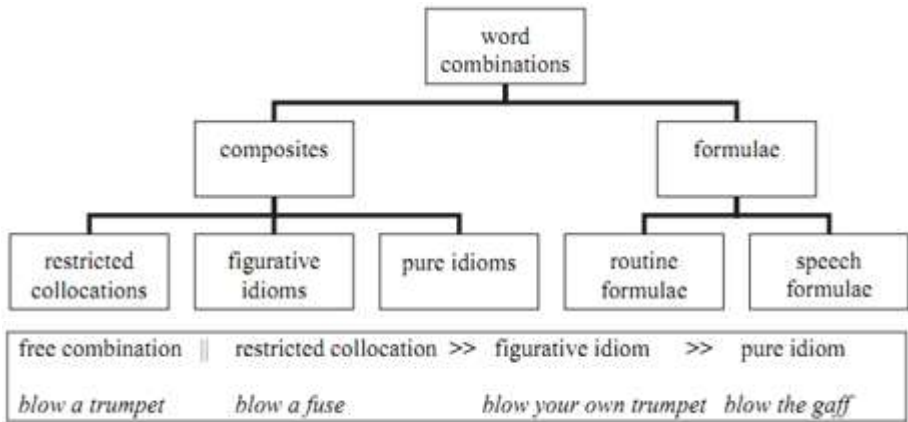 word
combinations
composites
formulae
restricted
collocations
figurative
idioms
pure idioms
routine
formulae
speech
formulae
free combination || restricted collocation >> figurative idiom >> pure idiom
blow a trumpet blow a fuse blow your own trumpet blow the gaff